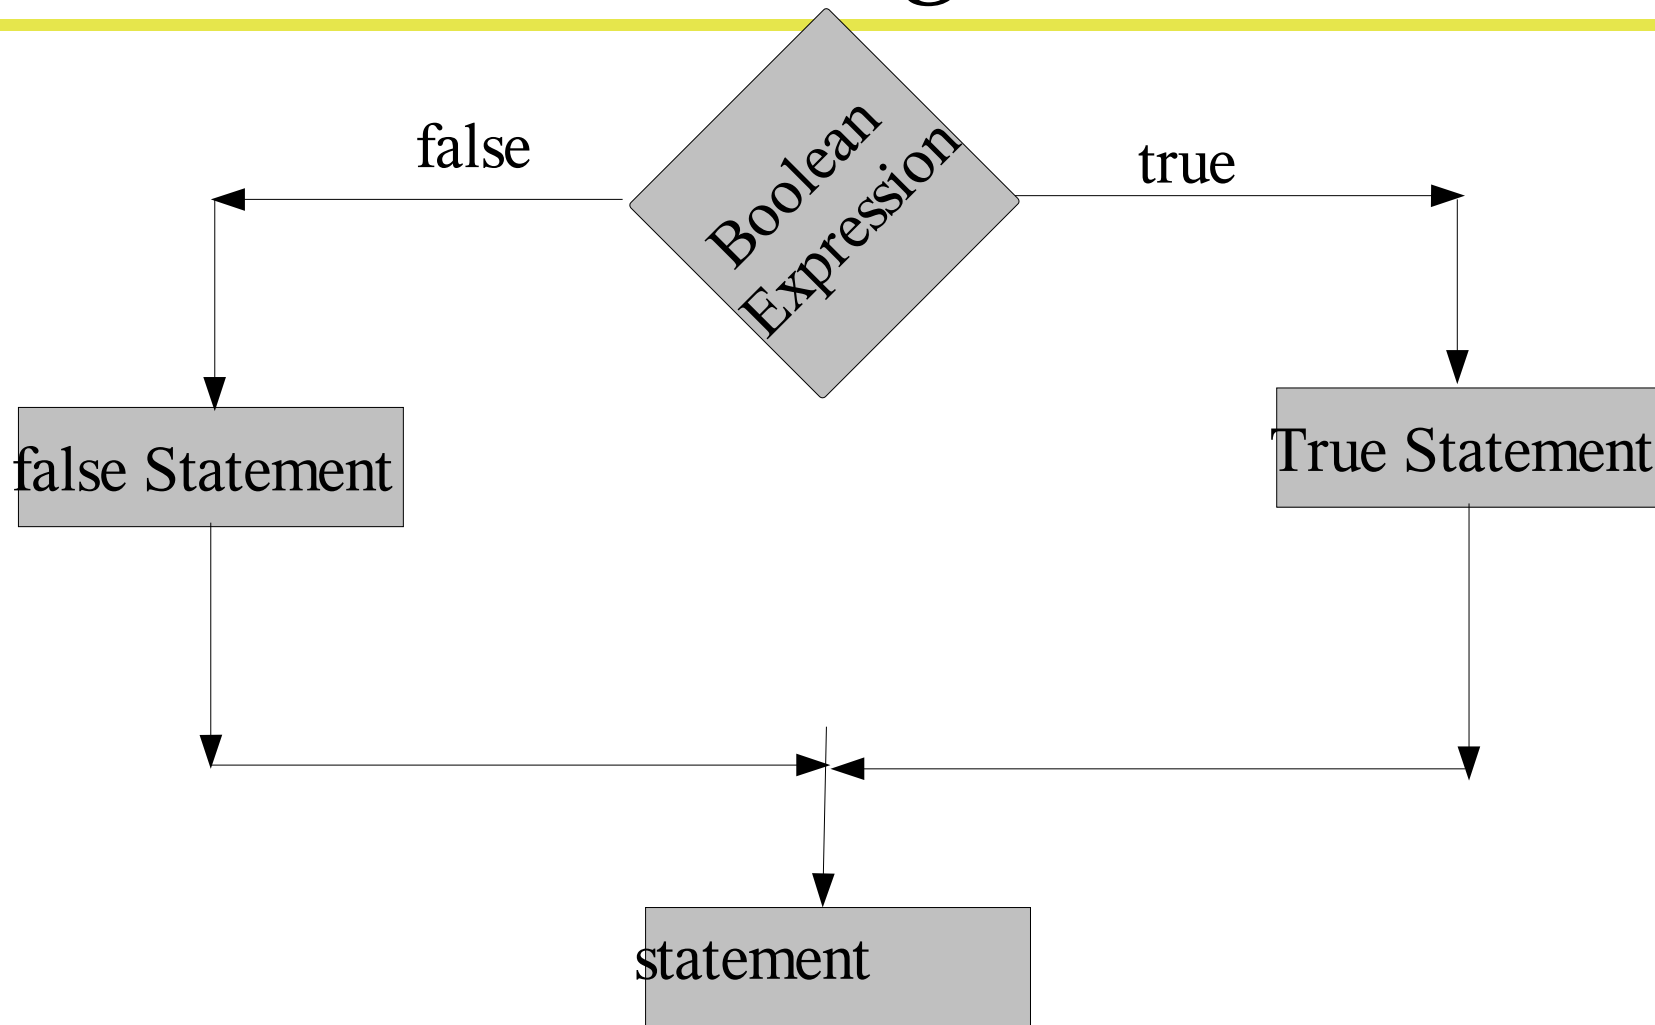 false
Boolean
Expression
true
false Statement
True Statement
statement